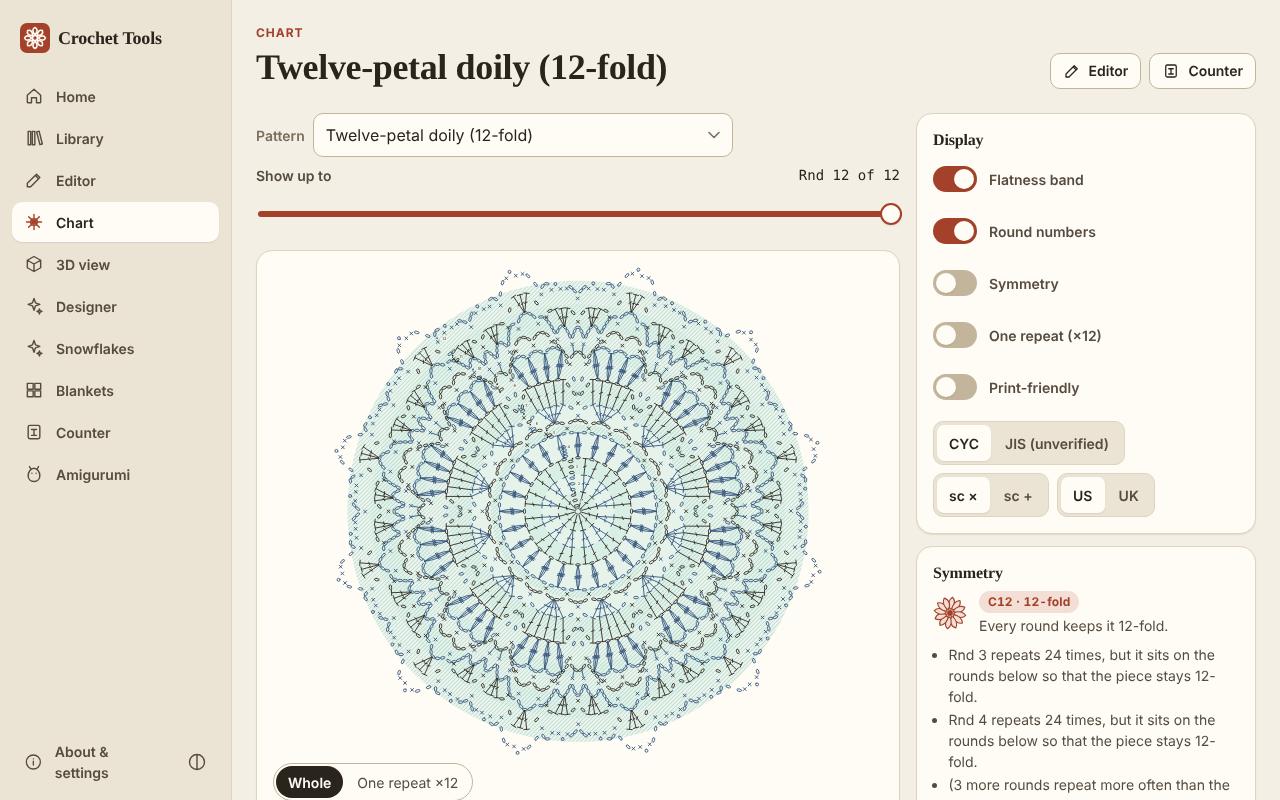 Crochet Tools
Home
Library
Editor
Chart
3D view
Designer
Snowflakes
Blankets
Counter
Amigurumi
About &
settings
CHART
Twelve-petal doily (12-fold)
Editor
Counter
Pattern
Twelve-petal doily (12-fold)
Show up to
Rnd 12 of 12
Whole
One repeat ×12
Display
Flatness band
Round numbers
Symmetry
One repeat (×12)
Print-friendly
CYC
JIS (unverified)
sc ×
sc +
US
UK
Symmetry
C12 · 12-fold
Every round keeps it 12-fold.
• Rnd 3 repeats 24 times, but it sits on the
rounds below so that the piece stays 12-
fold.
• Rnd 4 repeats 24 times, but it sits on the
rounds below so that the piece stays 12-
fold.
• (3 more rounds repeat more often than the